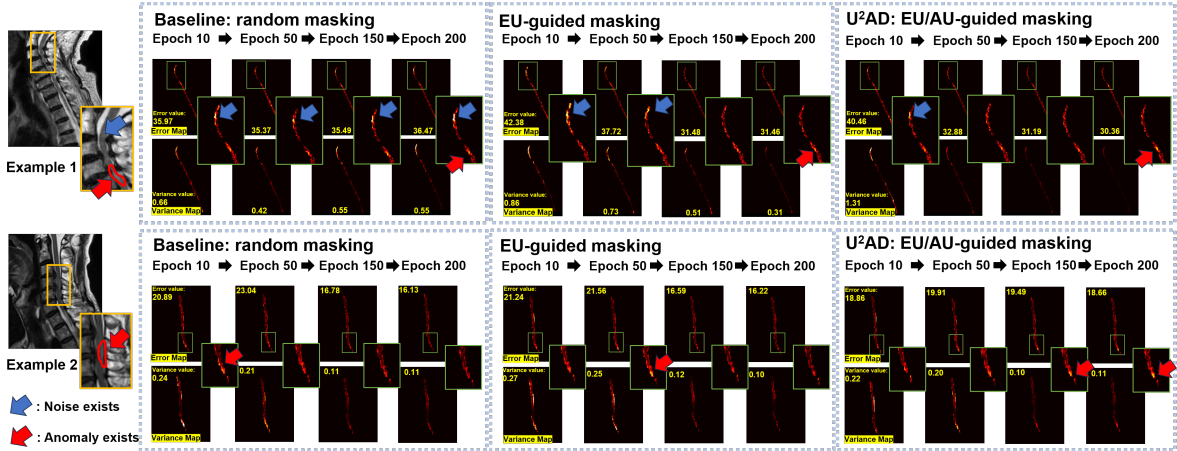 Baseline: random masking
Epoch 10 Epoch 50 Epoch 150 Epoch 200
Error value:
35.97
Error Map
35.37
35.49
36.47
Variance value:
0.66
Variance Map
0.42
0.55
0.55
EU-guided masking
Epoch 10 Epoch 50 Epoch 150 Epoch 200
Error value:
42.38
Error Map
37.72
31.48
31.46
Variance value:
0.86
Variance Map
0.73
0.51
0.31
U²AD: EU/AU-guided masking
Epoch 10 Epoch 50 Epoch 150 Epoch 200
Error value:
40.46
Error Map
32.88
31.19
30.36
Variance value:
1.31
Variance Map
Example 1
Baseline: random masking
Epoch 10 Epoch 50 Epoch 150 Epoch 200
Error value:
20.89
23.04
16.78
16.13
Error Map
Variance value:
0.24
0.21
0.11
0.11
Variance Map
EU-guided masking
Epoch 10 Epoch 50 Epoch 150 Epoch 200
Error value:
21.24
21.56
16.59
16.22
Error Map
Variance value:
0.27
0.25
0.12
0.10
Variance Map
U²AD: EU/AU-guided masking
Epoch 10 Epoch 50 Epoch 150 Epoch 200
Error value:
18.86
19.91
19.49
18.66
Error Map
Variance value:
0.22
0.20
0.10
0.11
Variance Map
Example 2
: Noise exists
: Anomaly exists